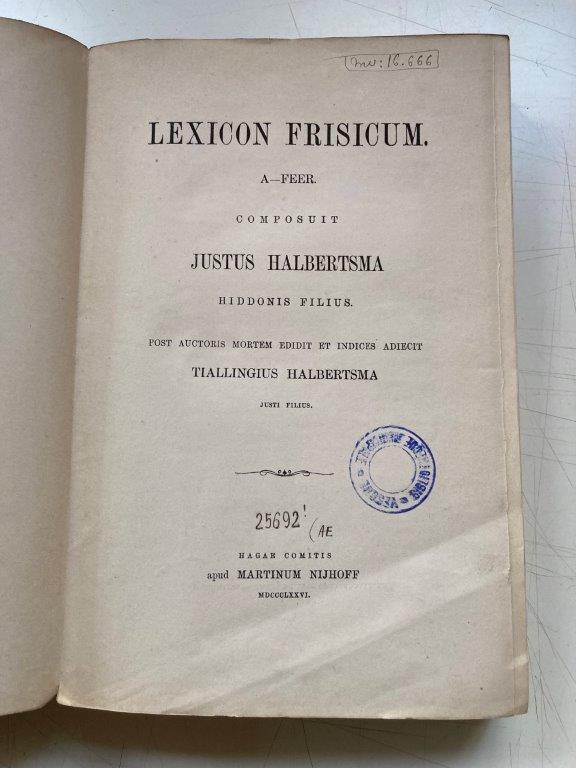 inv: 16.666
LEXICON FRISICUM.
A—FEER.
COMPOSUIT
JUSTUS HALBERTSMA
HIDDONIS FILIUS.
POST AUCTORIS MORTEM EDIDIT ET INDICES ADIECIT
TIALLINGIUS HALBERTSMA
JUSTI FILIUS.
25692!
(AE
HAGAE COMITIS
apud MARTINUM NIJHOFF
MDCCCLXXVI.